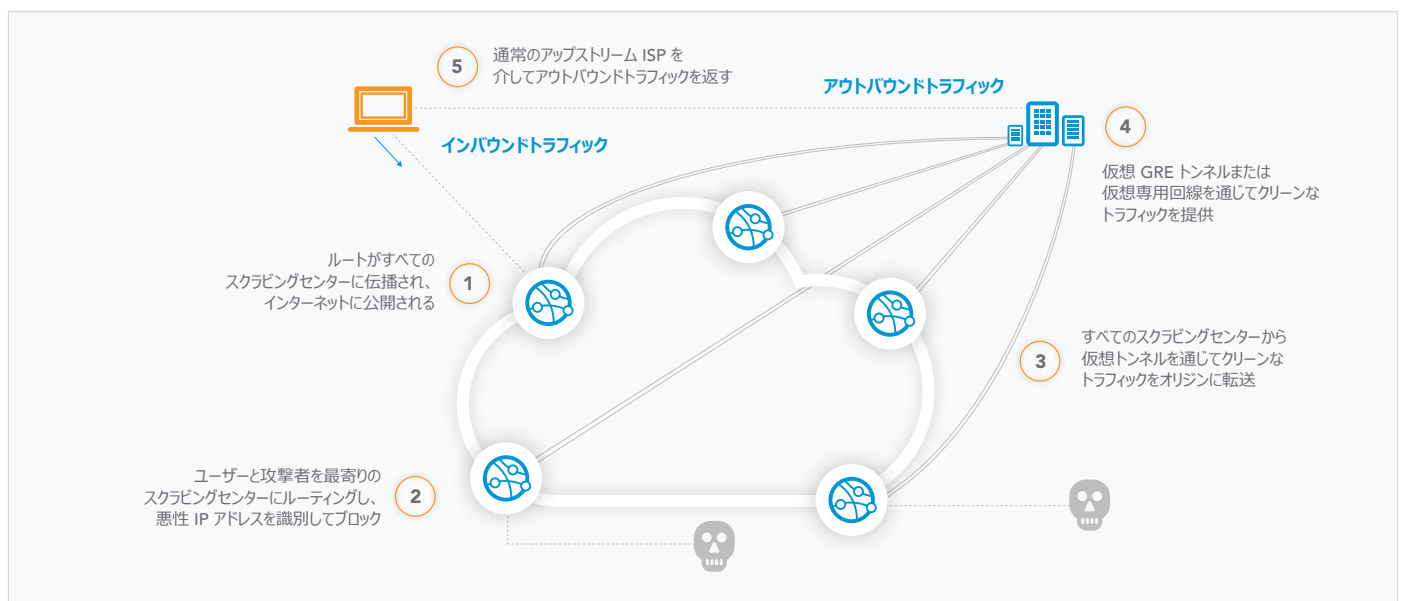 5
通常のアップストリーム ISP を
介してアウトバウンドトラフィックを返す
アウトバウンドトラフィック
インバウンドトラフィック
4
仮想 GRE トンネルまたは
仮想専用回線を通じてクリーンな
トラフィックを提供
ルートがすべての
スクラビングセンターに伝播され、
インターネットに公開される
1
すべてのスクラビングセンターから
仮想トンネルを通じてクリーンな
トラフィックをオリジンに転送
3
ユーザーと攻撃者を最寄りの
スクラビングセンターにルーティングし、
悪性 IP アドレスを識別してブロック
2